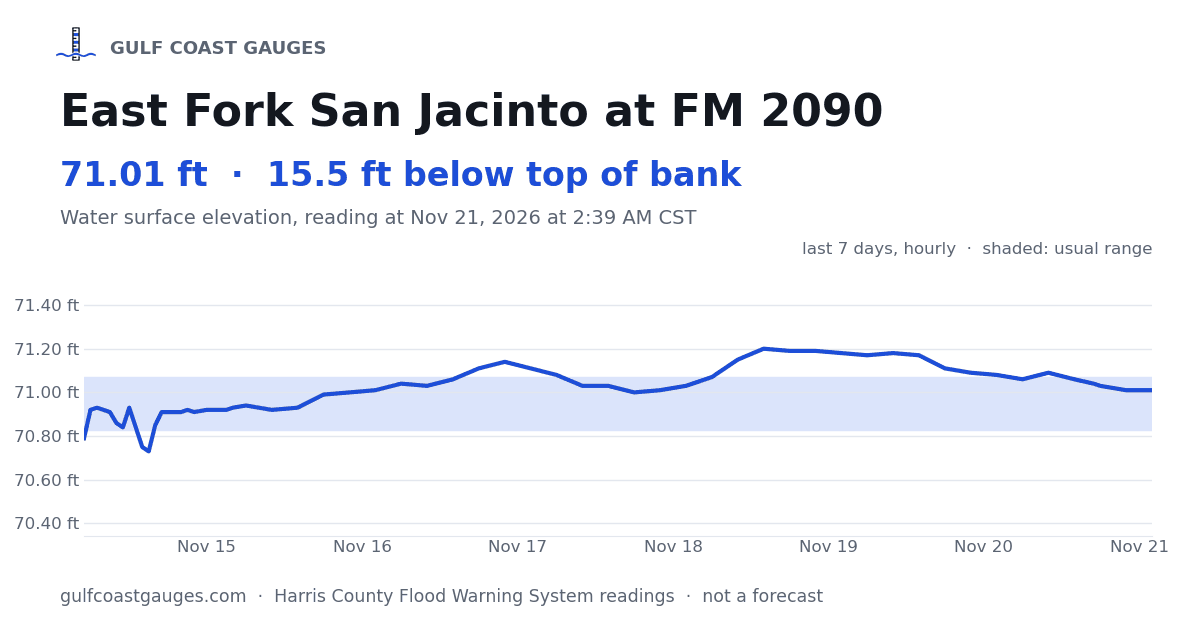 GULF COAST GAUGES
East Fork San Jacinto at FM 2090
71.01 ft · 15.5 ft below top of bank
Water surface elevation, reading at Nov 21, 2026 at 2:39 AM CST
last 7 days, hourly · shaded: usual range
71.40 ft
71.20 ft
71.00 ft
70.80 ft
70.60 ft
70.40 ft
Nov 15 Nov 16 Nov 17 Nov 18 Nov 19 Nov 20 Nov 21
gulfcoastgauges.com · Harris County Flood Warning System readings · not a forecast